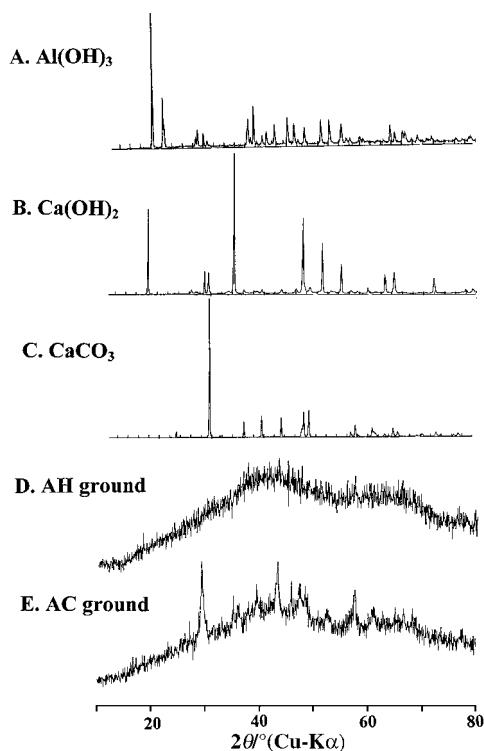 A. Al(OH)₃
B. Ca(OH)₂
C. CaCO₃
D. AH ground
E. AC ground
20 40 60 80
2θ/°(Cu-Kα)